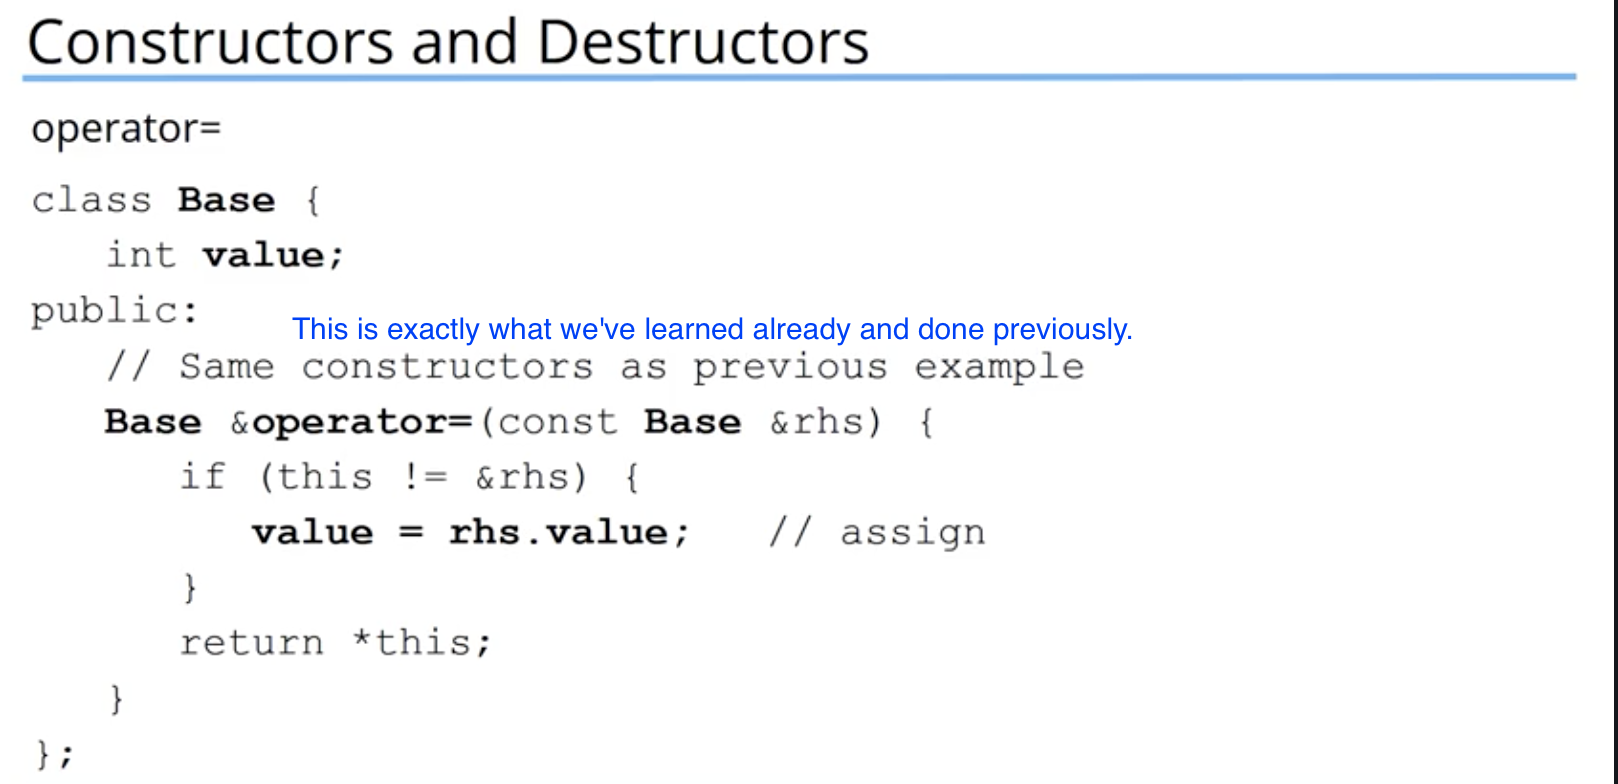 Constructors and Destructors
operator=
class Base {
int value;
public:
This is exactly what we've learned already and done previously.
// Same constructors as previous example
Base &operator=(const Base &rhs) {
if (this != &rhs) {
value = rhs.value;   // assign
}
return *this;
}
};